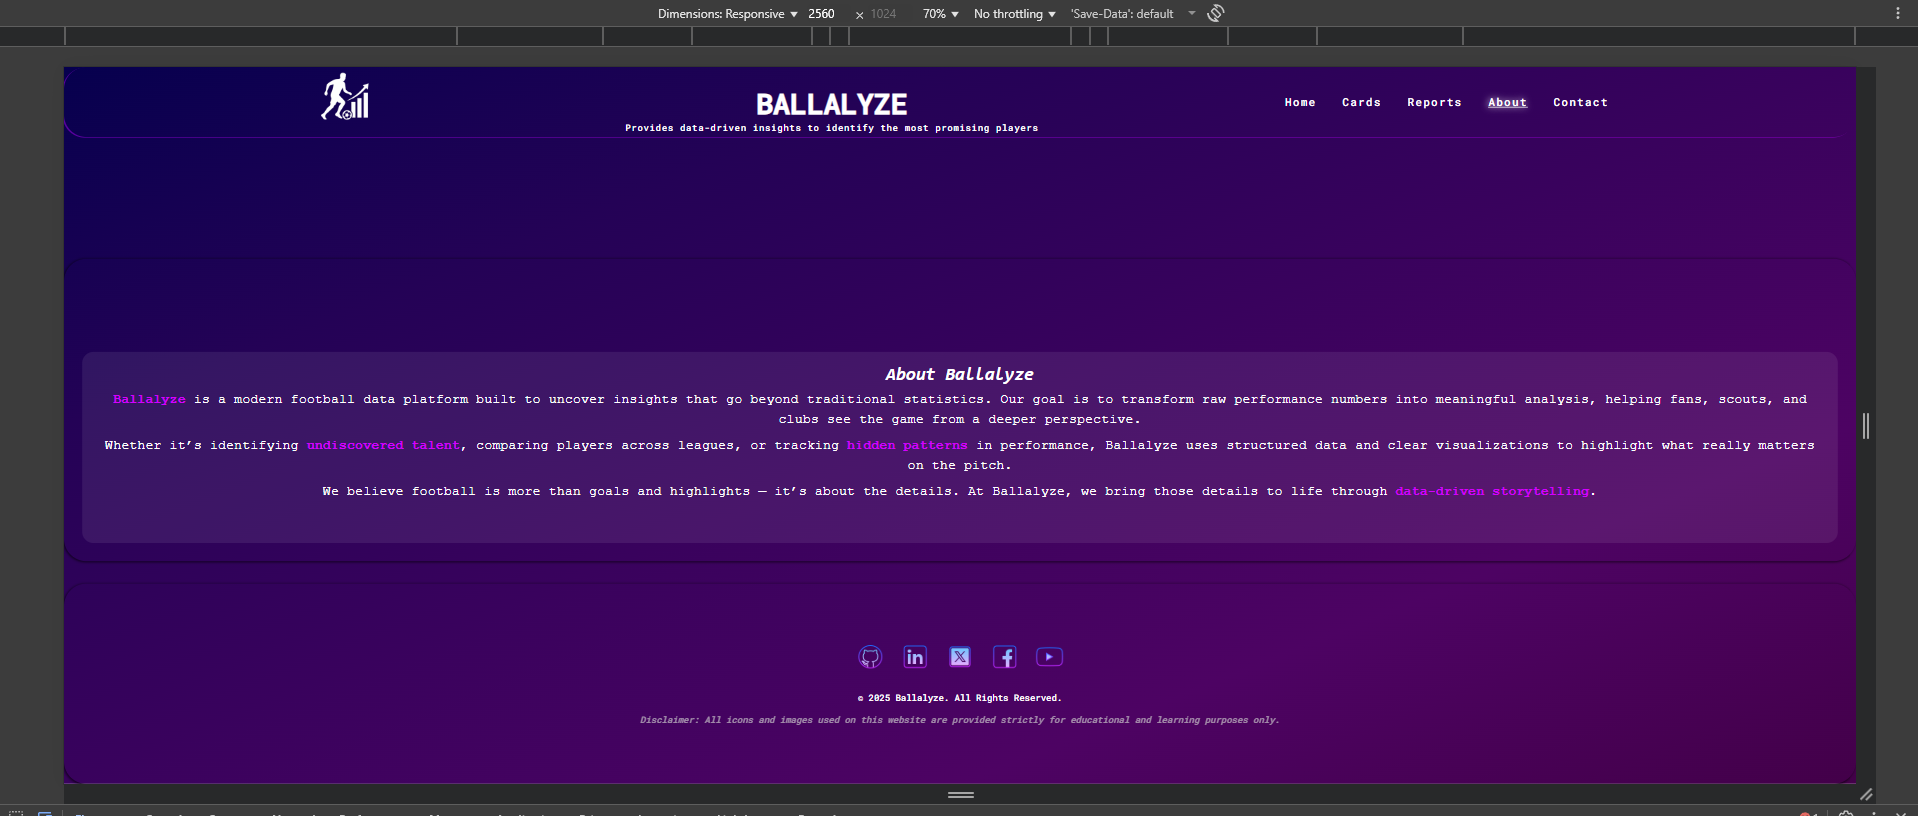 Dimensions: Responsive 2560 × 1024 70% No throttling 'Save-Data': default
BALLALYZE
Provides data-driven insights to identify the most promising players
Home Cards Reports About Contact
About Ballalyze
Ballalyze is a modern football data platform built to uncover insights that go beyond traditional statistics. Our goal is to transform raw performance numbers into meaningful analysis, helping fans, scouts, and
clubs see the game from a deeper perspective.
Whether it’s identifying undiscovered talent, comparing players across leagues, or tracking hidden patterns in performance, Ballalyze uses structured data and clear visualizations to highlight what really matters
on the pitch.
We believe football is more than goals and highlights — it’s about the details. At Ballalyze, we bring those details to life through data-driven storytelling.
© 2025 Ballalyze. All Rights Reserved.
Disclaimer: All icons and images used on this website are provided strictly for educational and learning purposes only.